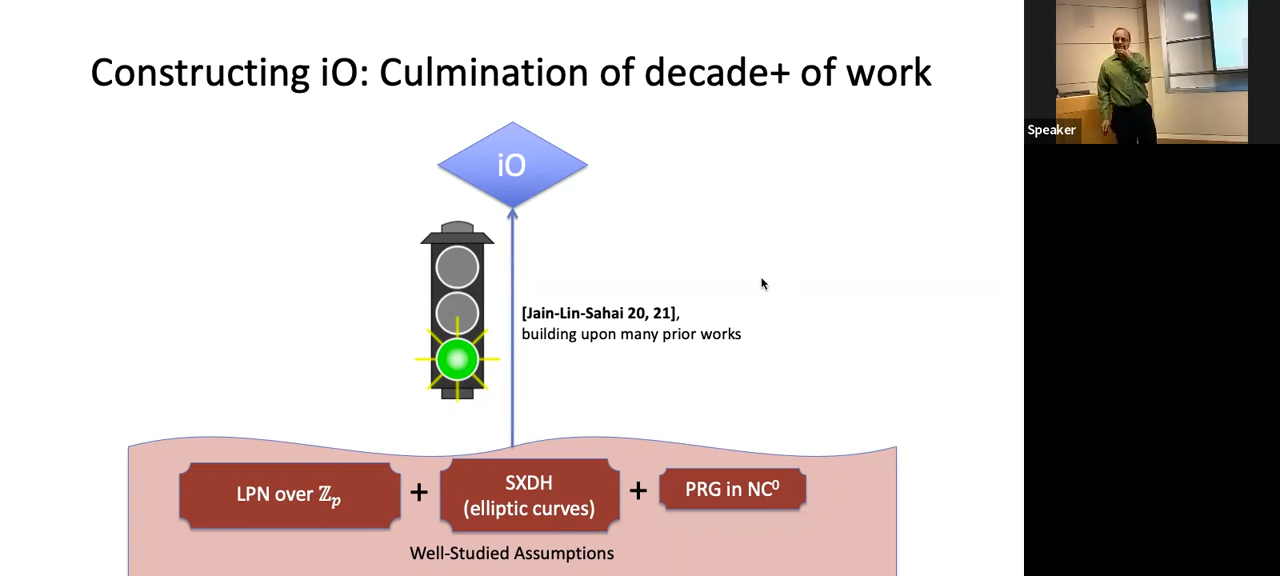 Constructing iO: Culmination of decade+ of work
iO
[Jain-Lin-Sahai 20, 21],
building upon many prior works
LPN over ℤₚ
+
SXDH
(elliptic curves)
+
PRG in NC⁰
Well-Studied Assumptions
Speaker